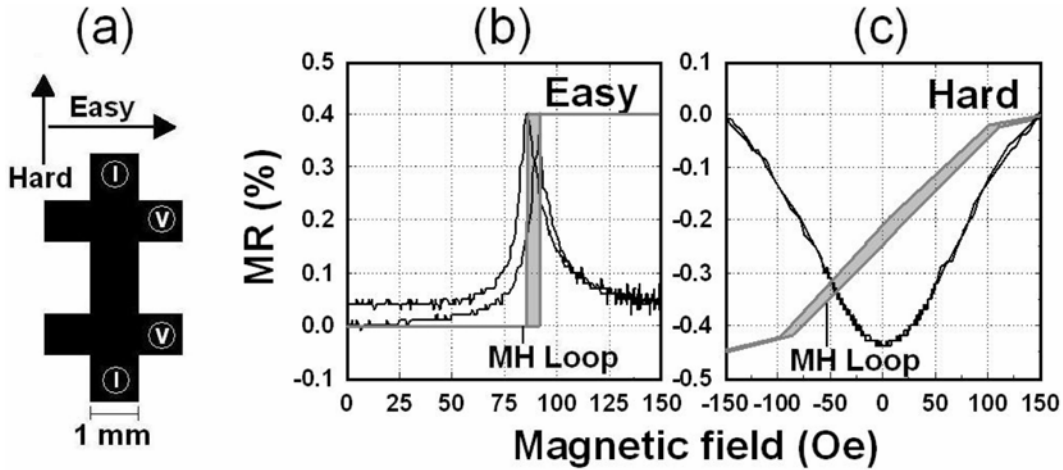 (a)
Easy
Hard
I
V
V
I
1 mm
(b)
Easy
MH Loop
0.5
0.4
0.3
0.2
0.1
0.0
-0.1
0 25 50 75 100 125 150
MR (%)
(c)
Hard
MH Loop
0.1
0.0
-0.1
-0.2
-0.3
-0.4
-0.5
-150 -100 -50 0 50 100 150
Magnetic field (Oe)